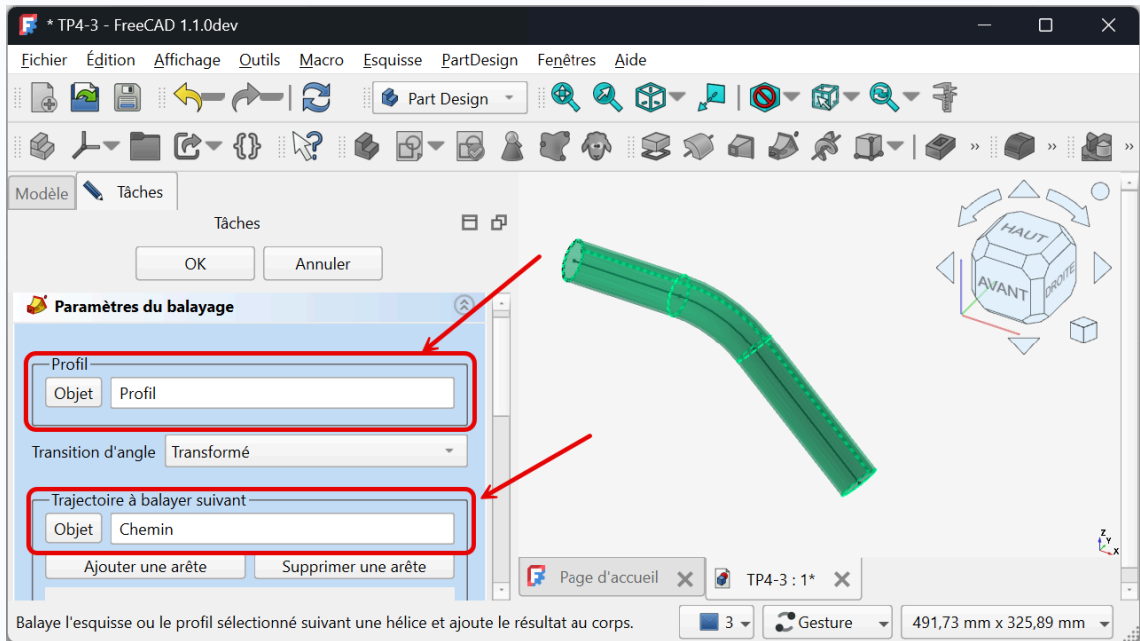 * TP4-3 - FreeCAD 1.1.0dev
Fichier Édition Affichage Outils Macro Esquisse PartDesign Fenêtres Aide
Part Design
Modèle Tâches
Tâches
OK Annuler
Paramètres du balayage
Profil
Objet Profil
Transition d'angle Transformé
Trajectoire à balayer suivant
Objet Chemin
Ajouter une arête Supprimer une arête
HAUT
AVANT DROITE
Z
Y
X
Page d'accueil TP4-3 : 1*
Balaye l'esquisse ou le profil sélectionné suivant une hélice et ajoute le résultat au corps. 3 Gesture 491,73 mm x 325,89 mm